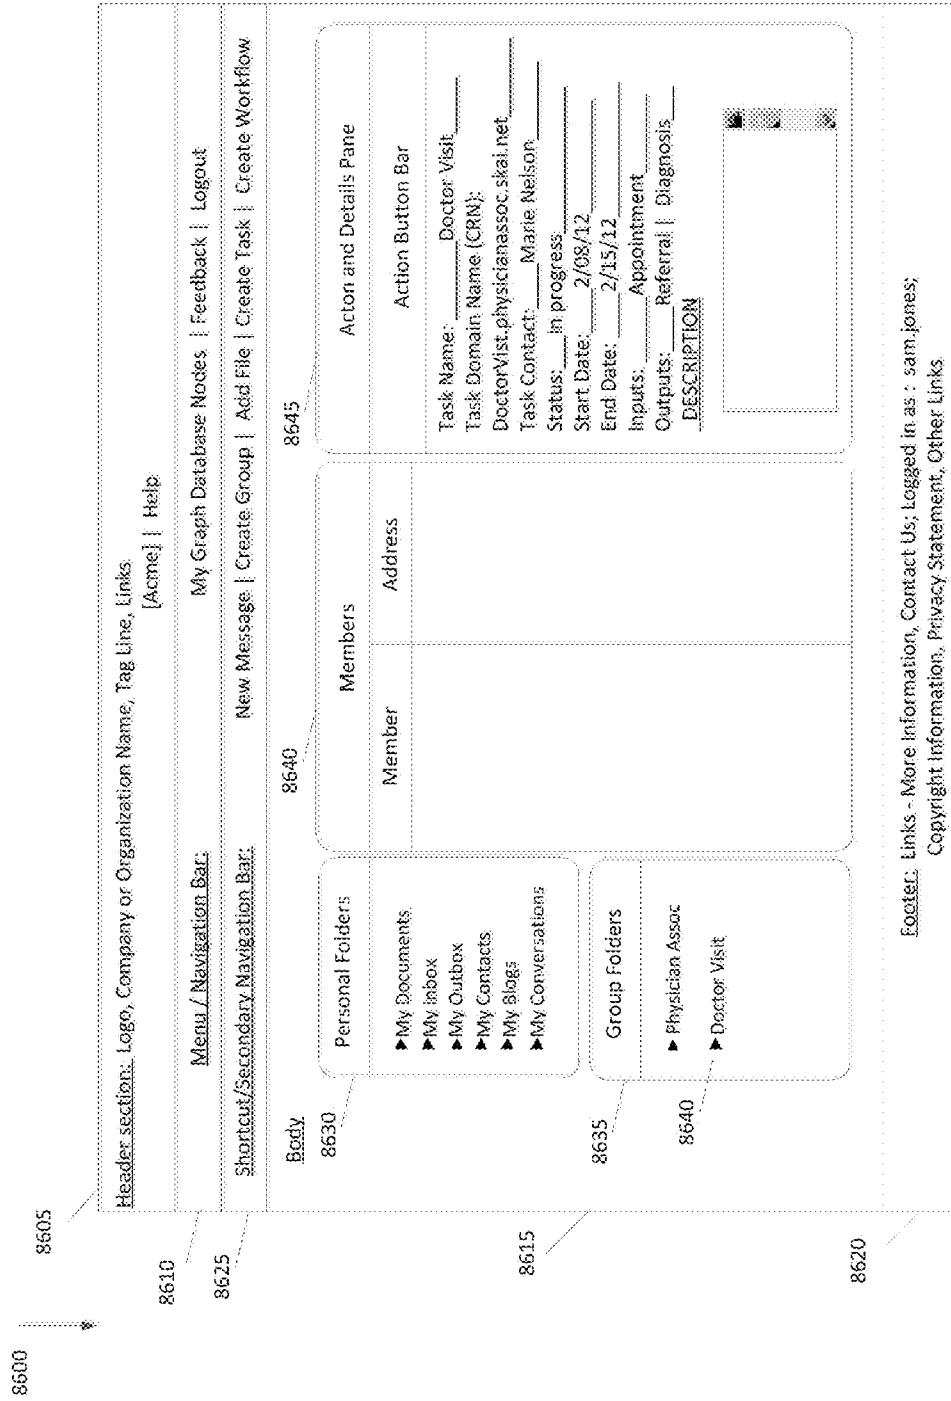 8600
8605
Header section: Logo, Company or Organization Name, Tag Line, Links
[Acme] | Help
8610
Menu / Navigation Bar:
My Graph Database Nodes | Feedback | Logout
8625
Shortcut/Secondary Navigation Bar:
New Message | Create Group | Add File | Create Task | Create Workflow
Body
8630
Personal Folders
My Documents
My Inbox
My Outbox
My Contacts
My Blogs
My Conversations
8615
8635
Group Folders
Physician Assoc
8640
Doctor Visit
8640
Members
Member
Address
8645
Acton and Details Pane
Action Button Bar
Task Name: Doctor Visit
Task Domain Name (CRN):
DoctorVist.physicianassoc.skai.net
Task Contact: Marie Nelson
Status: In progress
Start Date: 2/08/12
End Date: 2/15/12
Inputs: Appointment
Outputs: Referral | Diagnosis
DESCRIPTION
8620
Footer: Links - More Information, Contact Us; Logged in as : sam.jones;
Copyright Information, Privacy Statement, Other Links